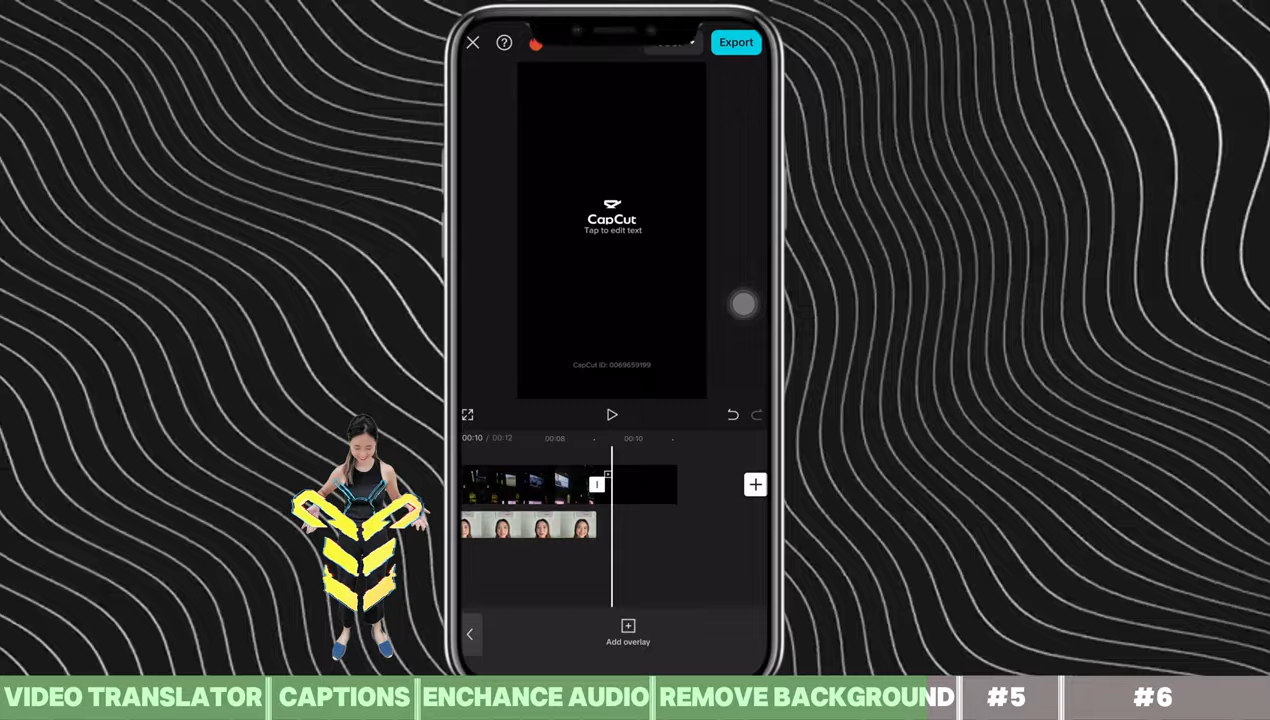 Export
CapCut
Tap to edit text
CapCut ID: 0069659199
00:10 / 00:12
00:08
00:10
Add overlay
VIDEO TRANSLATOR
CAPTIONS
ENCHANCE AUDIO
REMOVE BACKGROUND
#5
#6